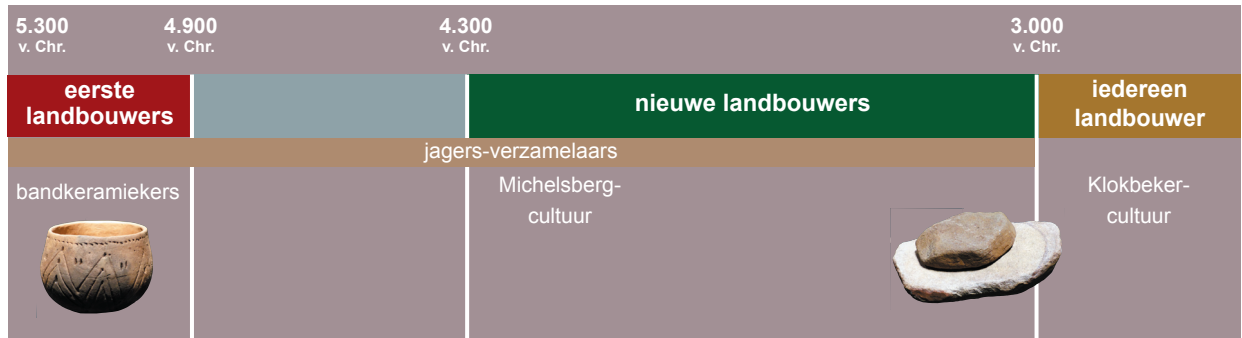 5.300 4.900 4.300 3.000
v. Chr. v. Chr. v. Chr. v. Chr.
eerste
landbouwers
nieuwe landbouwers
iedereen
landbouwer
jagers-verzamelaars
bandkeramiekers
Michelsberg-
cultuur
Klokbeker-
cultuur